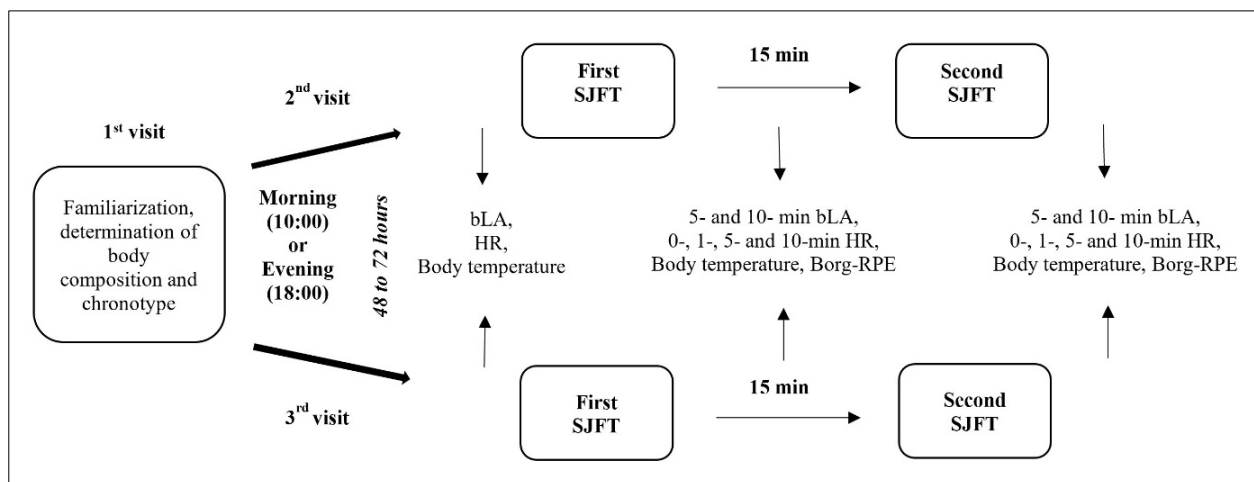 1st visit
Familiarization,
determination of
body
composition and
chronotype
2nd visit
3rd visit
Morning
(10:00)
or
Evening
(18:00)
48 to 72 hours
First
SJFT
15 min
Second
SJFT
bLA,
HR,
Body temperature
5- and 10- min bLA,
0-, 1-, 5- and 10-min HR,
Body temperature, Borg-RPE
5- and 10- min bLA,
0-, 1-, 5- and 10-min HR,
Body temperature, Borg-RPE
First
SJFT
15 min
Second
SJFT